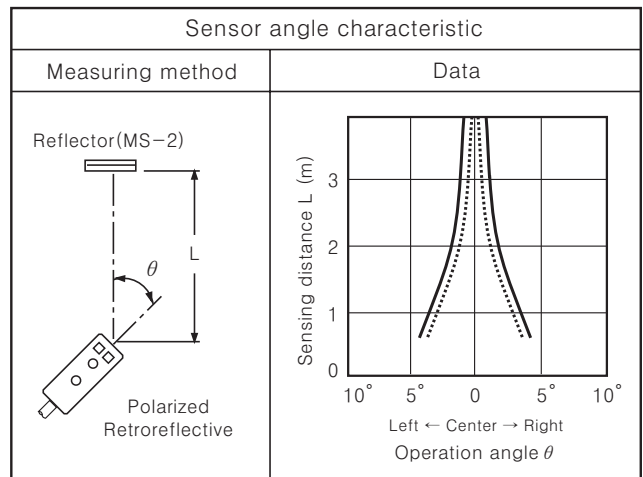 Sensor angle characteristic
Measuring method
Data
Reflector(MS-2)
L
θ
Polarized
Retroreflective
Sensing distance L (m)
3
2
1
0
10° 5° 0 5° 10°
Left ← Center → Right
Operation angle θ